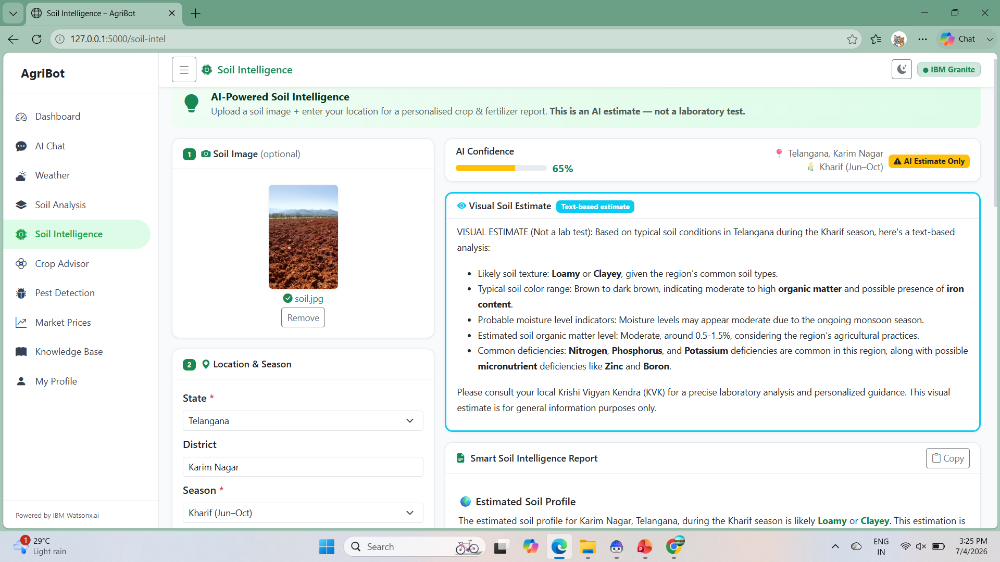 Soil Intelligence – AgriBot
127.0.0.1:5000/soil-intel
Chat
AgriBot
Soil Intelligence
IBM Granite
Dashboard
AI Chat
Weather
Soil Analysis
Soil Intelligence
Crop Advisor
Pest Detection
Market Prices
Knowledge Base
My Profile
Powered by IBM Watsonx.ai
AI-Powered Soil Intelligence
Upload a soil image + enter your location for a personalised crop & fertilizer report. This is an AI estimate — not a laboratory test.
1 Soil Image (optional)
soil.jpg
Remove
2 Location & Season
State *
Telangana
District
Karim Nagar
Season *
Kharif (Jun–Oct)
AI Confidence
65%
Telangana, Karim Nagar
Kharif (Jun–Oct)
AI Estimate Only
Visual Soil Estimate Text-based estimate
VISUAL ESTIMATE (Not a lab test): Based on typical soil conditions in Telangana during the Kharif season, here's a text-based
analysis:
• Likely soil texture: Loamy or Clayey, given the region's common soil types.
• Typical soil color range: Brown to dark brown, indicating moderate to high organic matter and possible presence of iron
content.
• Probable moisture level indicators: Moisture levels may appear moderate due to the ongoing monsoon season.
• Estimated soil organic matter level: Moderate, around 0.5-1.5%, considering the region's agricultural practices.
• Common deficiencies: Nitrogen, Phosphorus, and Potassium deficiencies are common in this region, along with possible
micronutrient deficiencies like Zinc and Boron.
Please consult your local Krishi Vigyan Kendra (KVK) for a precise laboratory analysis and personalized guidance. This visual
estimate is for general information purposes only.
Smart Soil Intelligence Report
Copy
Estimated Soil Profile
The estimated soil profile for Karim Nagar, Telangana, during the Kharif season is likely Loamy or Clayey. This estimation is
1
29°C
Light rain
Search
P
ENG
IN
3:25 PM
7/4/2026